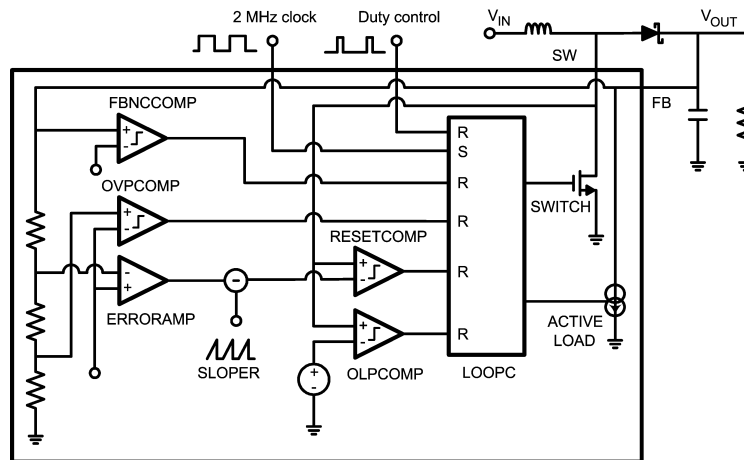 2 MHz clock
Duty control
VIN
VOUT
SW
FBNCCOMP
FB
+
-
R
S
OVPCOMP
R
SWITCH
+
-
R
RESETCOMP
-
+
-
+
-
R
ERRORAMP
ACTIVE
LOAD
SLOPER
+
-
R
+
-
OLPCOMP
LOOPC